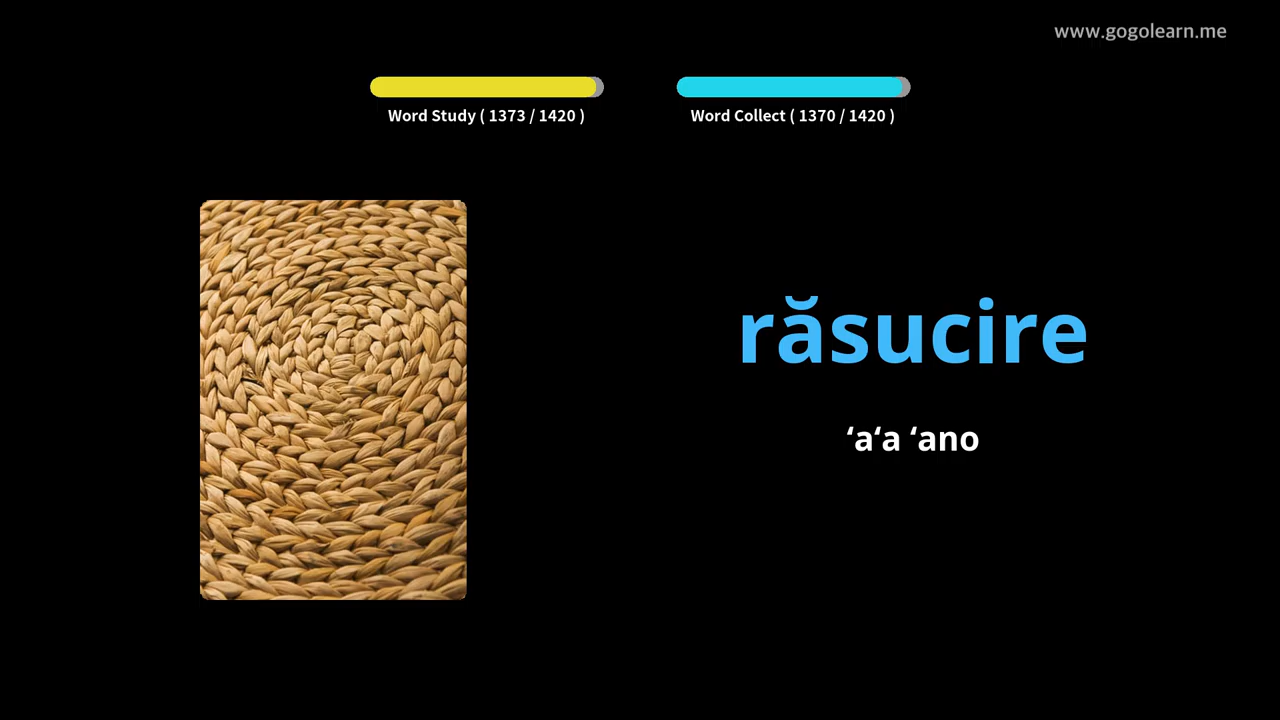 www.gogolearn.me
Word Study ( 1373 / 1420 )
Word Collect ( 1370 / 1420 )
răsucire
ʻaʻa ʻano